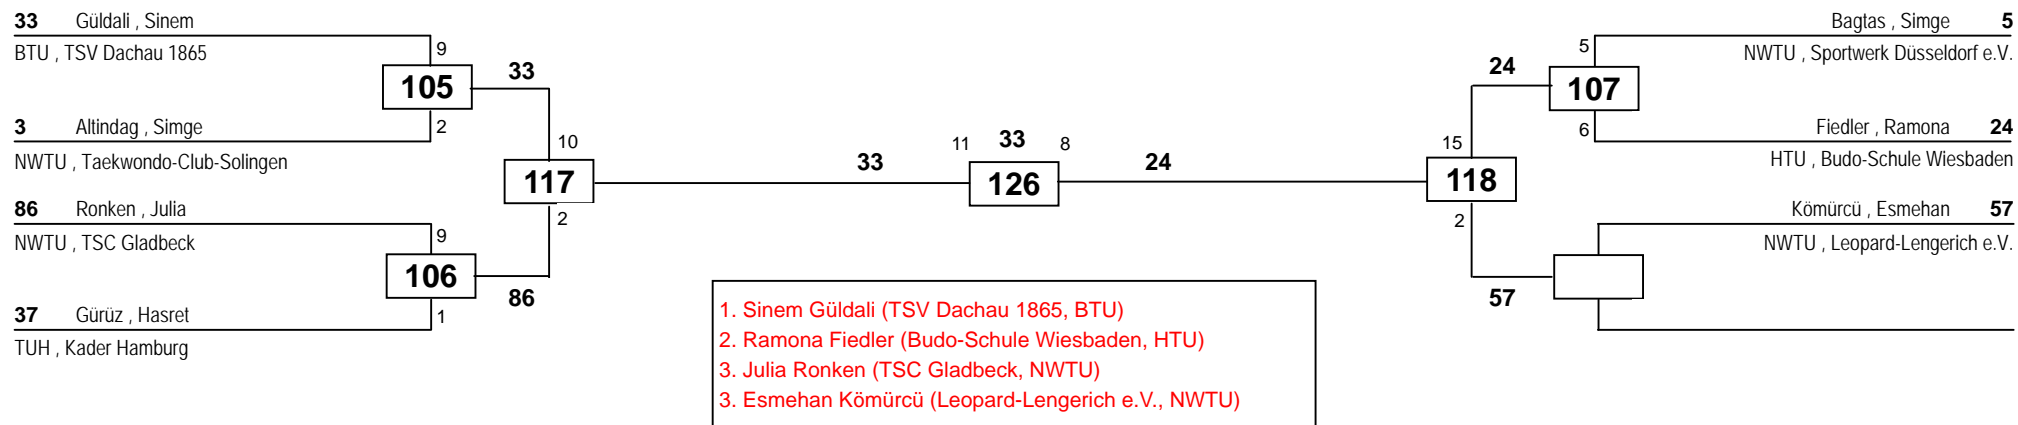 33 Güldali , Sinem
BTU , TSV Dachau 1865
9
105
33
2
3 Altindag , Simge
NWTU , Taekwondo-Club-Solingen
10
117
2
33
86 Ronken , Julia
NWTU , TSC Gladbeck
9
106
86
1
37 Gürüz , Hasret
TUH , Kader Hamburg
11
33
8
126
24
Bagtas , Simge 5
NWTU , Sportwerk Düsseldorf e.V.
5
24
107
6
Fiedler , Ramona 24
HTU , Budo-Schule Wiesbaden
15
118
2
Kömürcü , Esmehan 57
NWTU , Leopard-Lengerich e.V.
57
1. Sinem Güldali (TSV Dachau 1865, BTU)
2. Ramona Fiedler (Budo-Schule Wiesbaden, HTU)
3. Julia Ronken (TSC Gladbeck, NWTU)
3. Esmehan Kömürcü (Leopard-Lengerich e.V., NWTU)